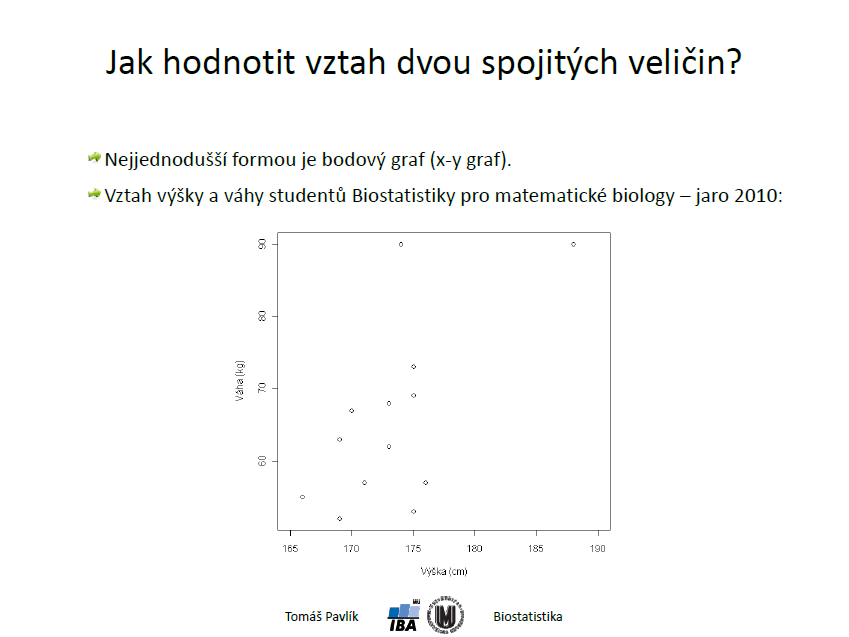 Jak hodnotit vztah dvou spojitých veličin?
Nejjednodušší formou je bodový graf (x-y graf).
Vztah výšky a váhy studentů Biostatistiky pro matematické biology – jaro 2010:
90
80
70
60
Váha (kg)
165 170 175 180 185 190
Výška (cm)
Tomáš Pavlík
MU
IBA
Biostatistika